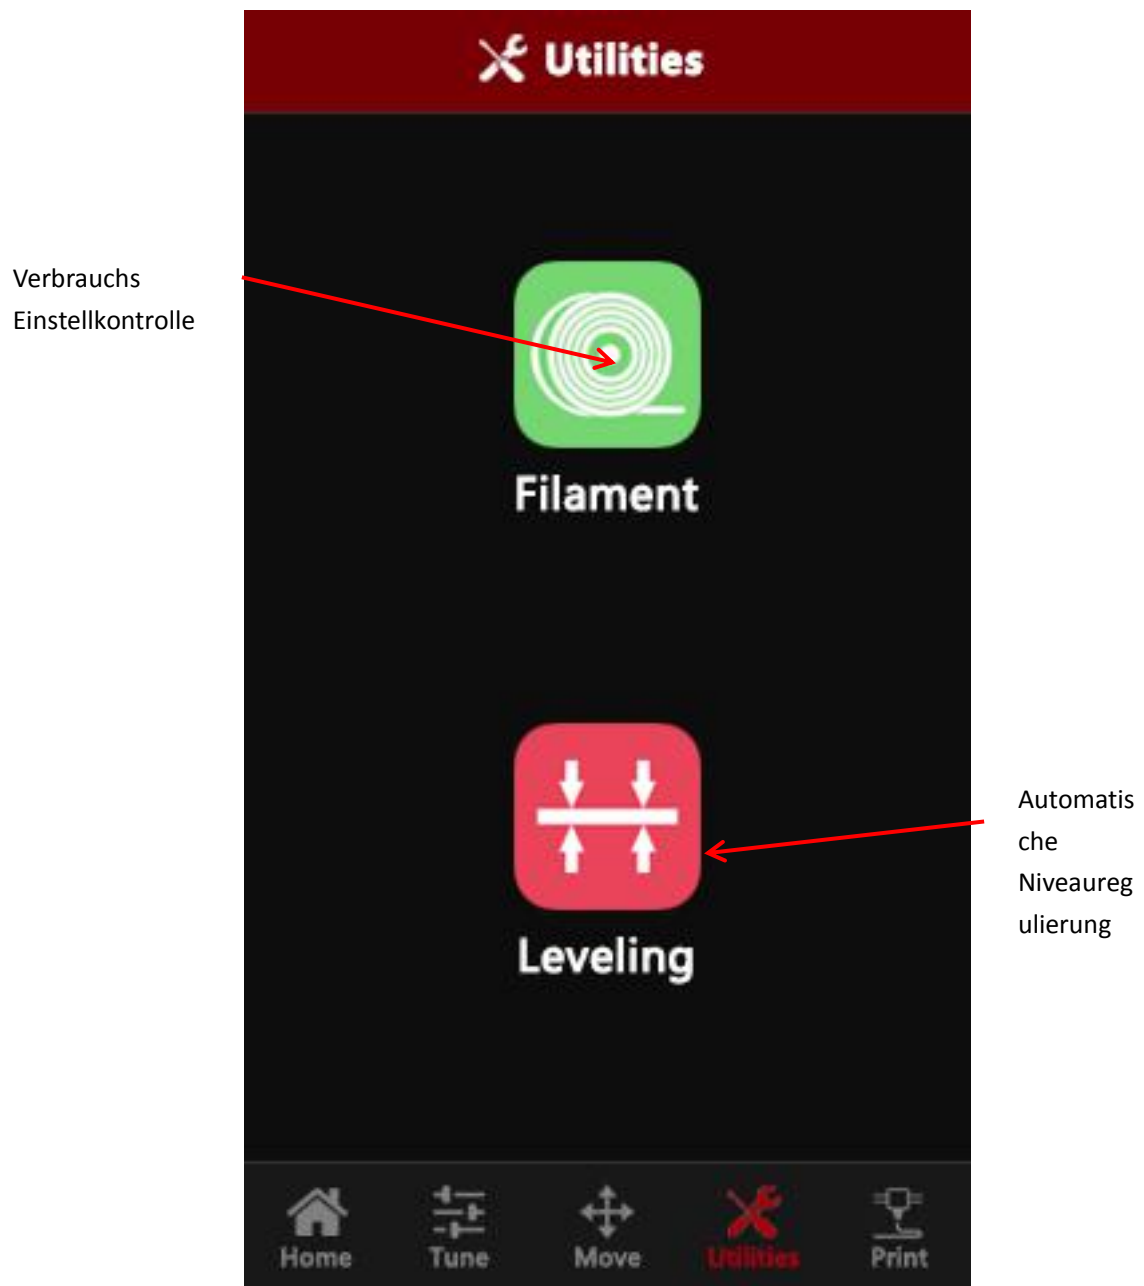 Utilities
Verbrauchs
Einstellkontrolle
Filament
Automatis
che
Niveaureg
ulierung
Leveling
Home
Tune
Move
Utilities
Print